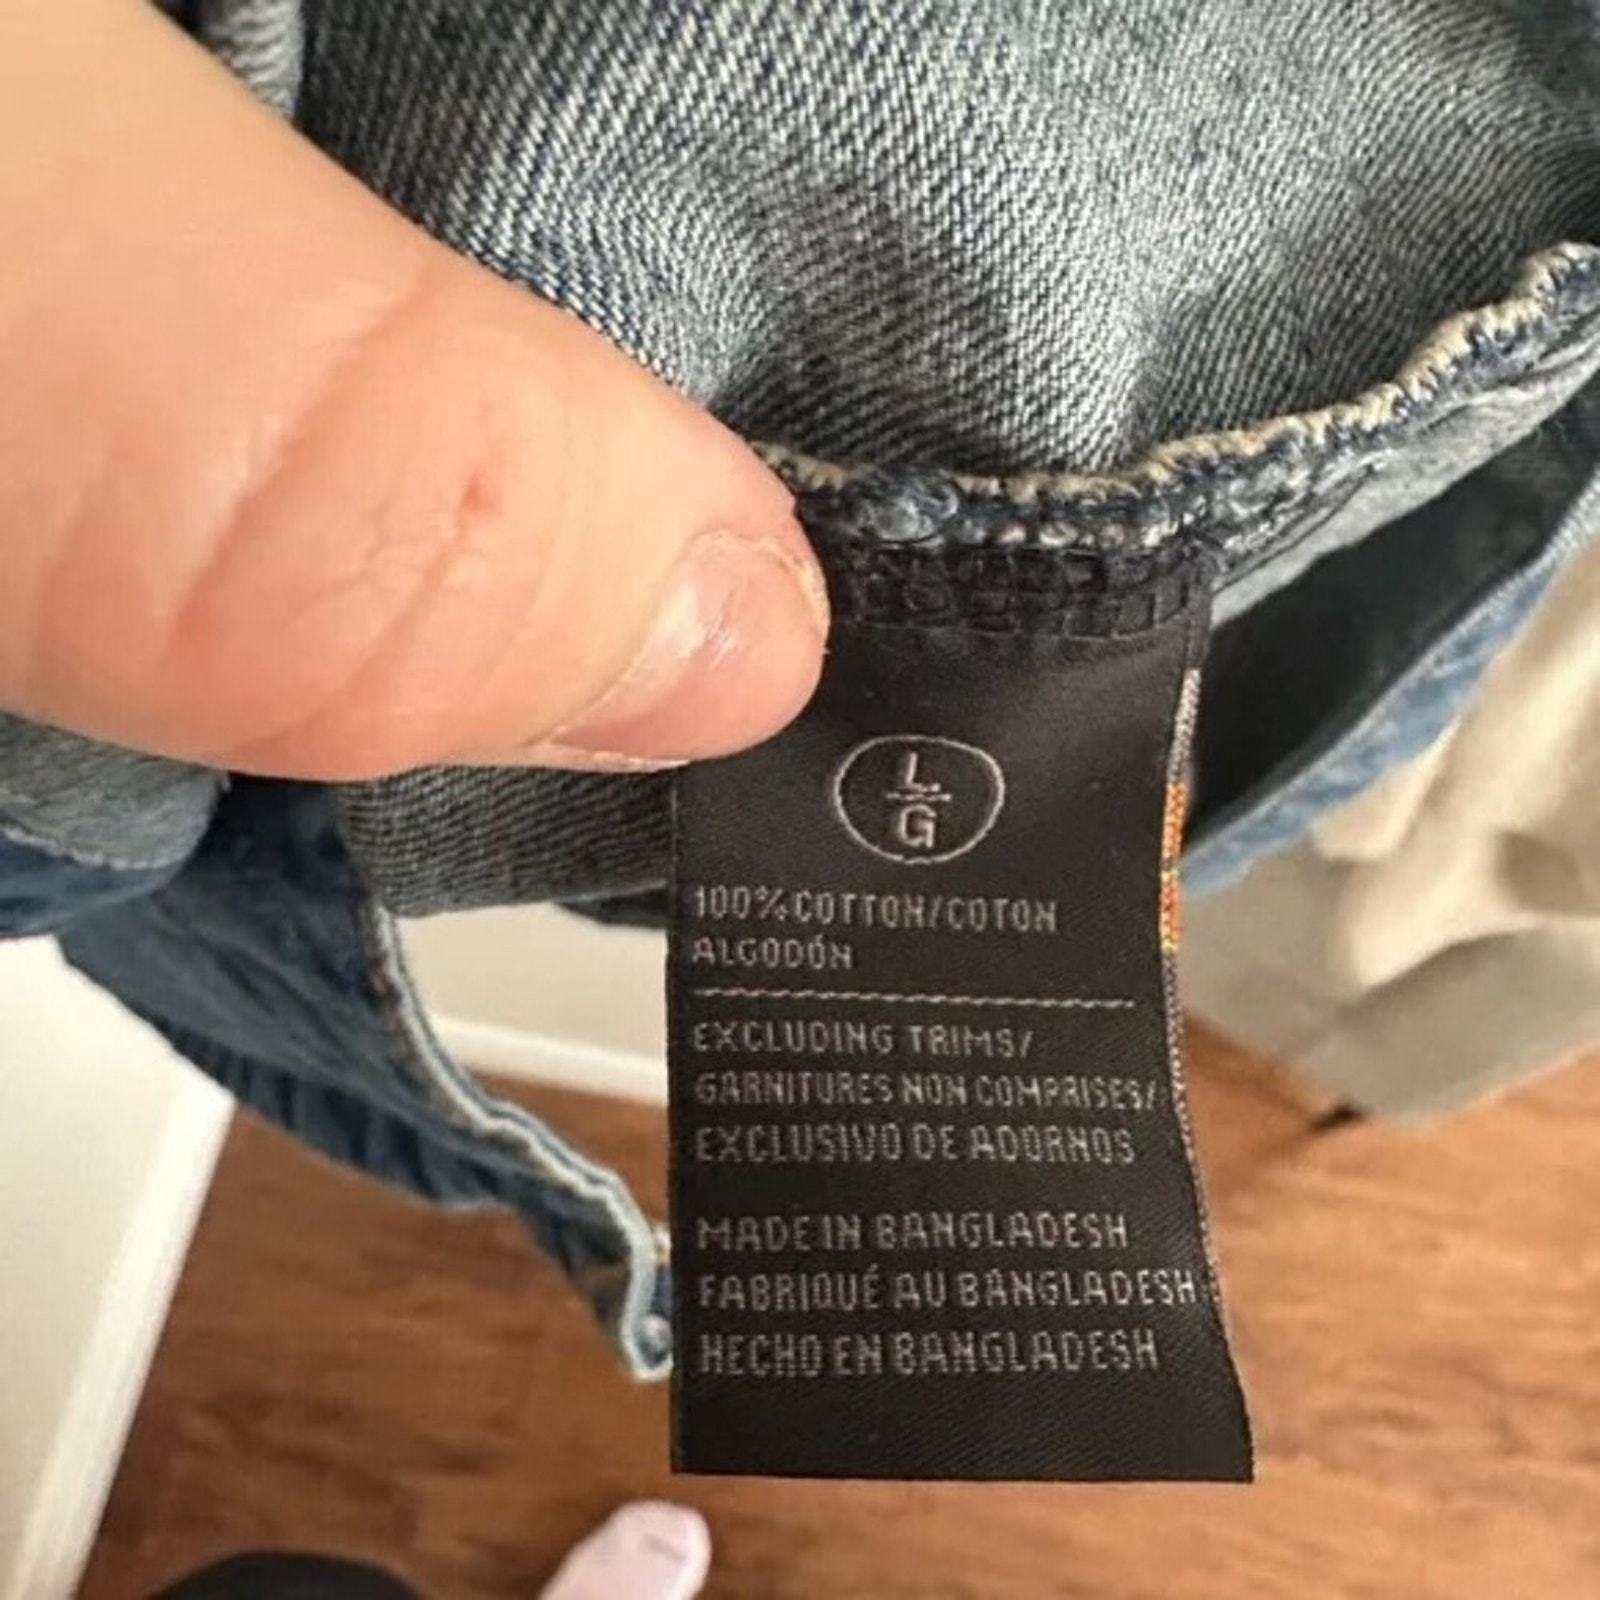 L
G
100% COTTON/COTON
ALGODÓN
EXCLUDING TRIMS/
GARNITURES NON COMPRISES/
EXCLUSIVO DE ADORNOS
MADE IN BANGLADESH
FABRIQUÉ AU BANGLADESH
HECHO EN BANGLADESH